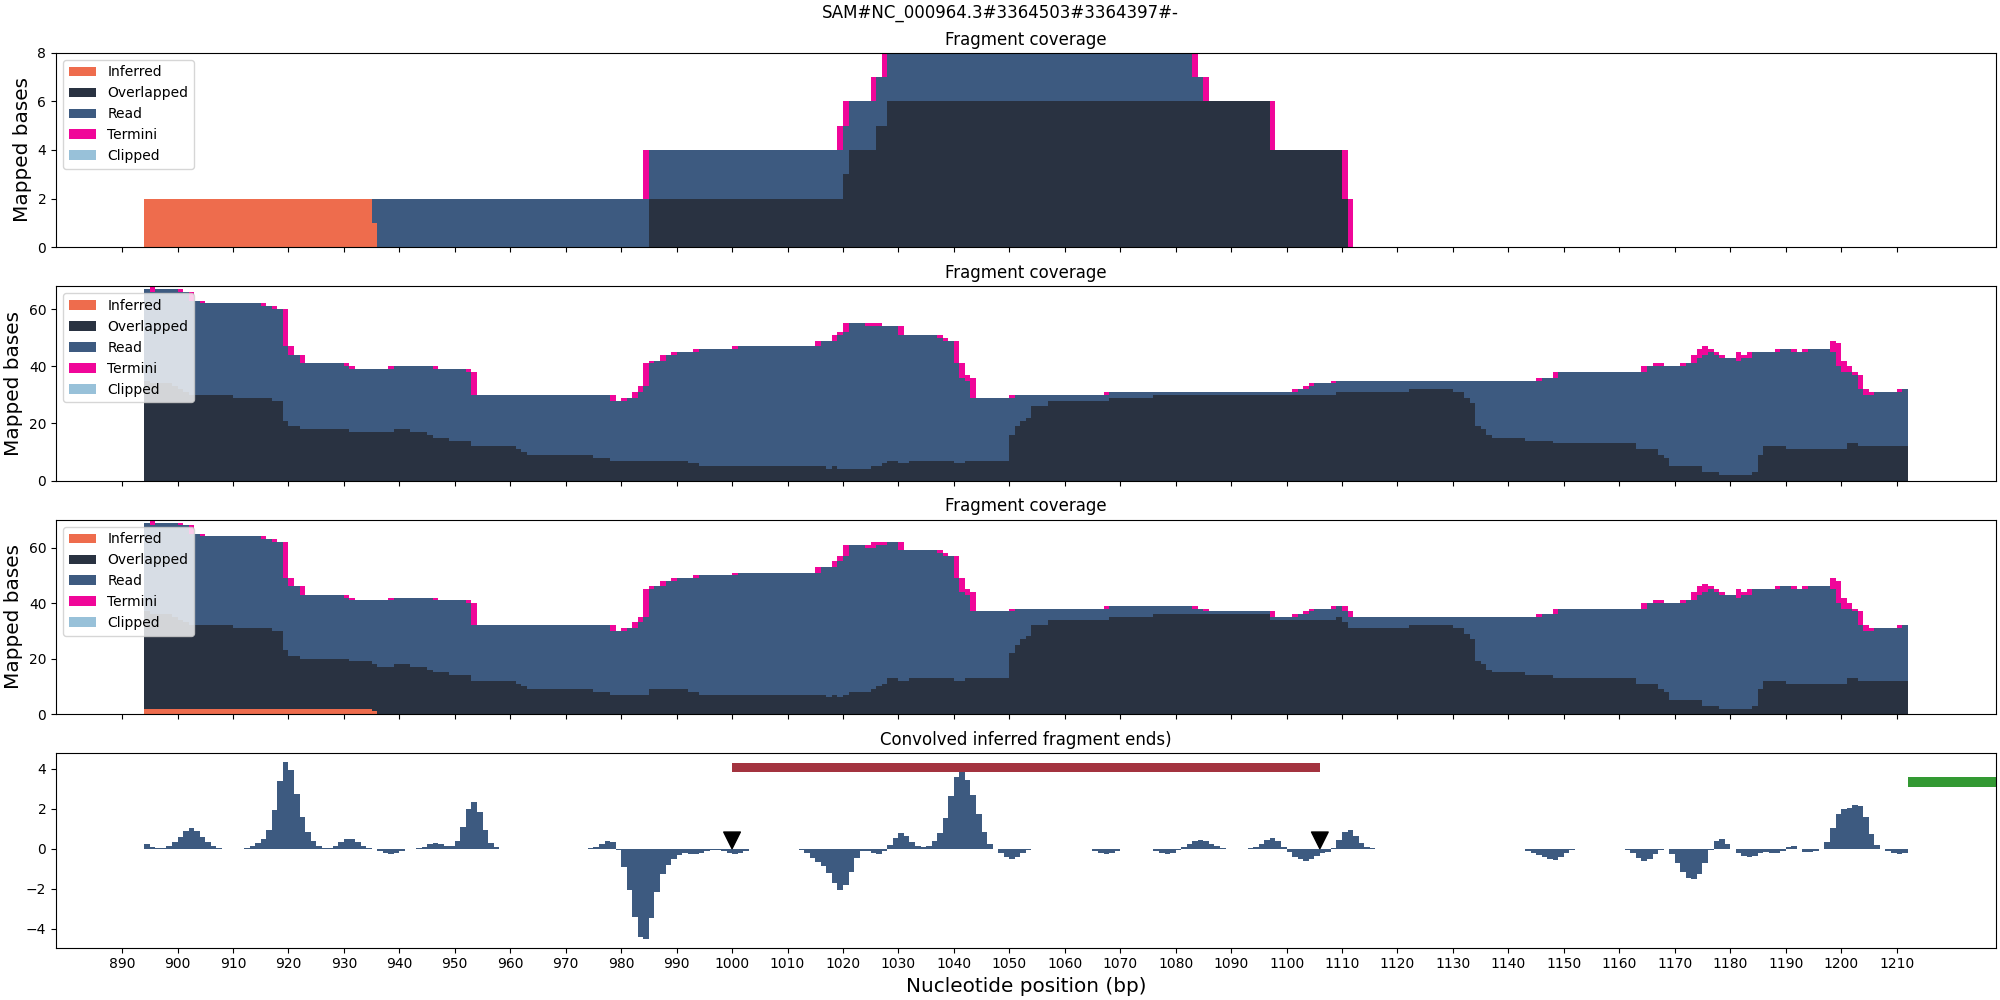 SAM#NC_000964.3#3364503#3364397#-
Fragment coverage
Mapped bases
8
6
4
2
0
Inferred
Overlapped
Read
Termini
Clipped
Fragment coverage
Mapped bases
60
40
20
0
Inferred
Overlapped
Read
Termini
Clipped
Fragment coverage
Mapped bases
60
40
20
0
Inferred
Overlapped
Read
Termini
Clipped
Convolved inferred fragment ends)
4
2
0
−2
−4
890 900 910 920 930 940 950 960 970 980 990 1000 1010 1020 1030 1040 1050 1060 1070 1080 1090 1100 1110 1120 1130 1140 1150 1160 1170 1180 1190 1200 1210
Nucleotide position (bp)